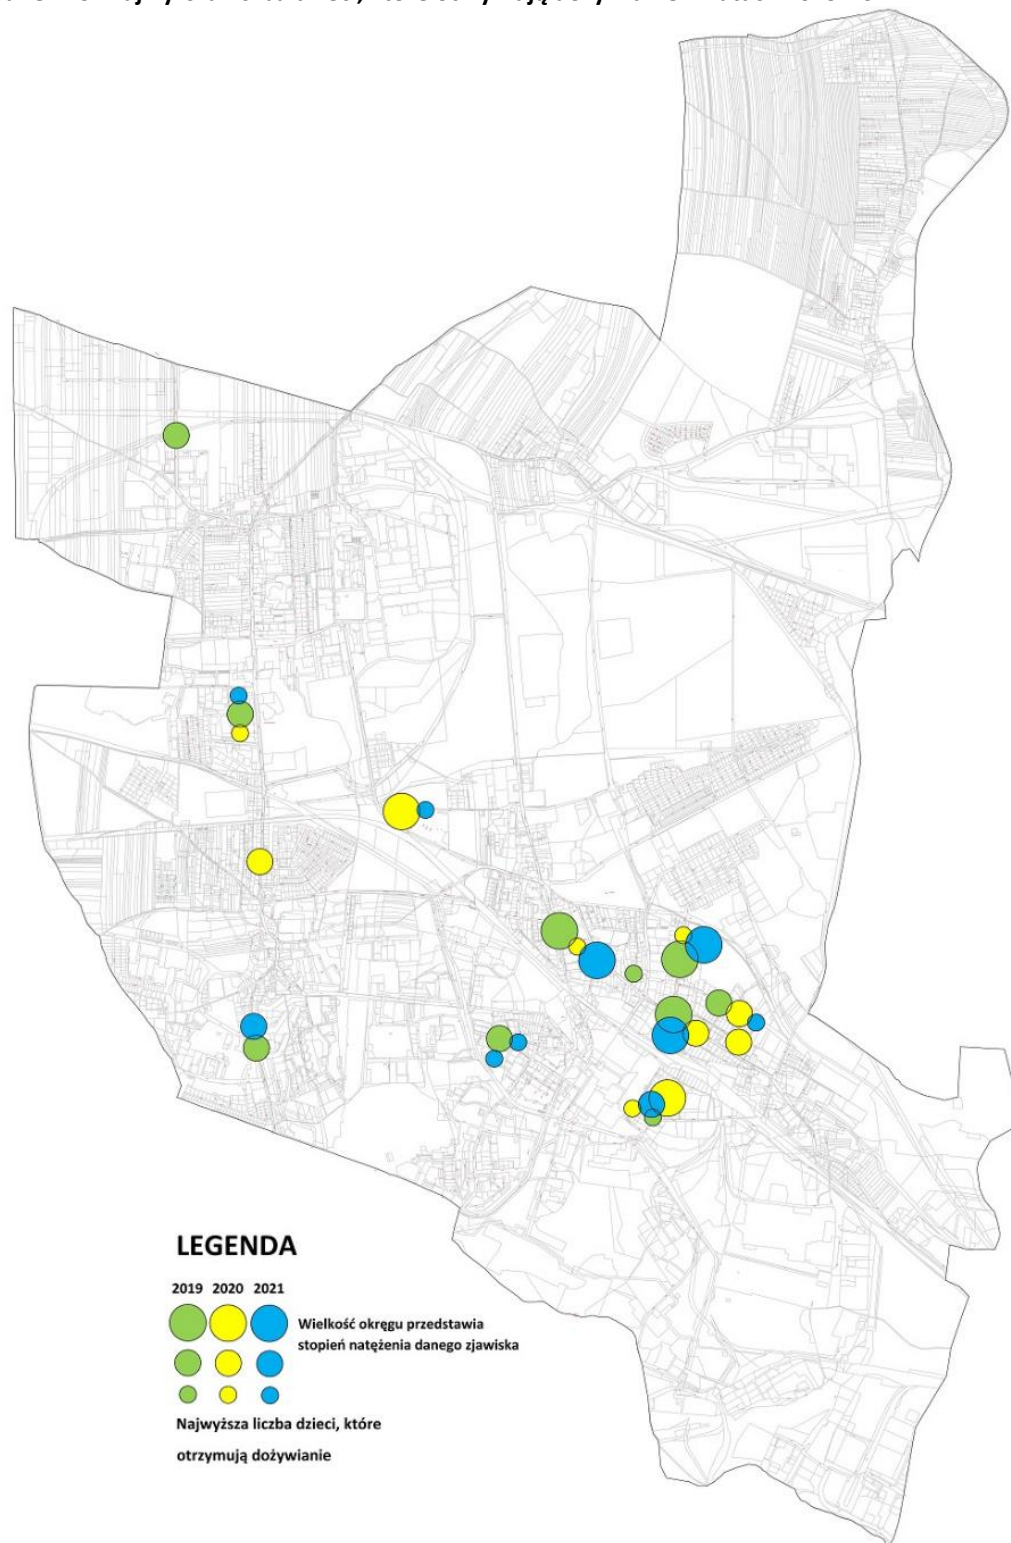 LEGENDA
2019 2020 2021
Wielkość okręgu przedstawia
stopień natężenia danego zjawiska
Najwyższa liczba dzieci, które
otrzymują dożywianie